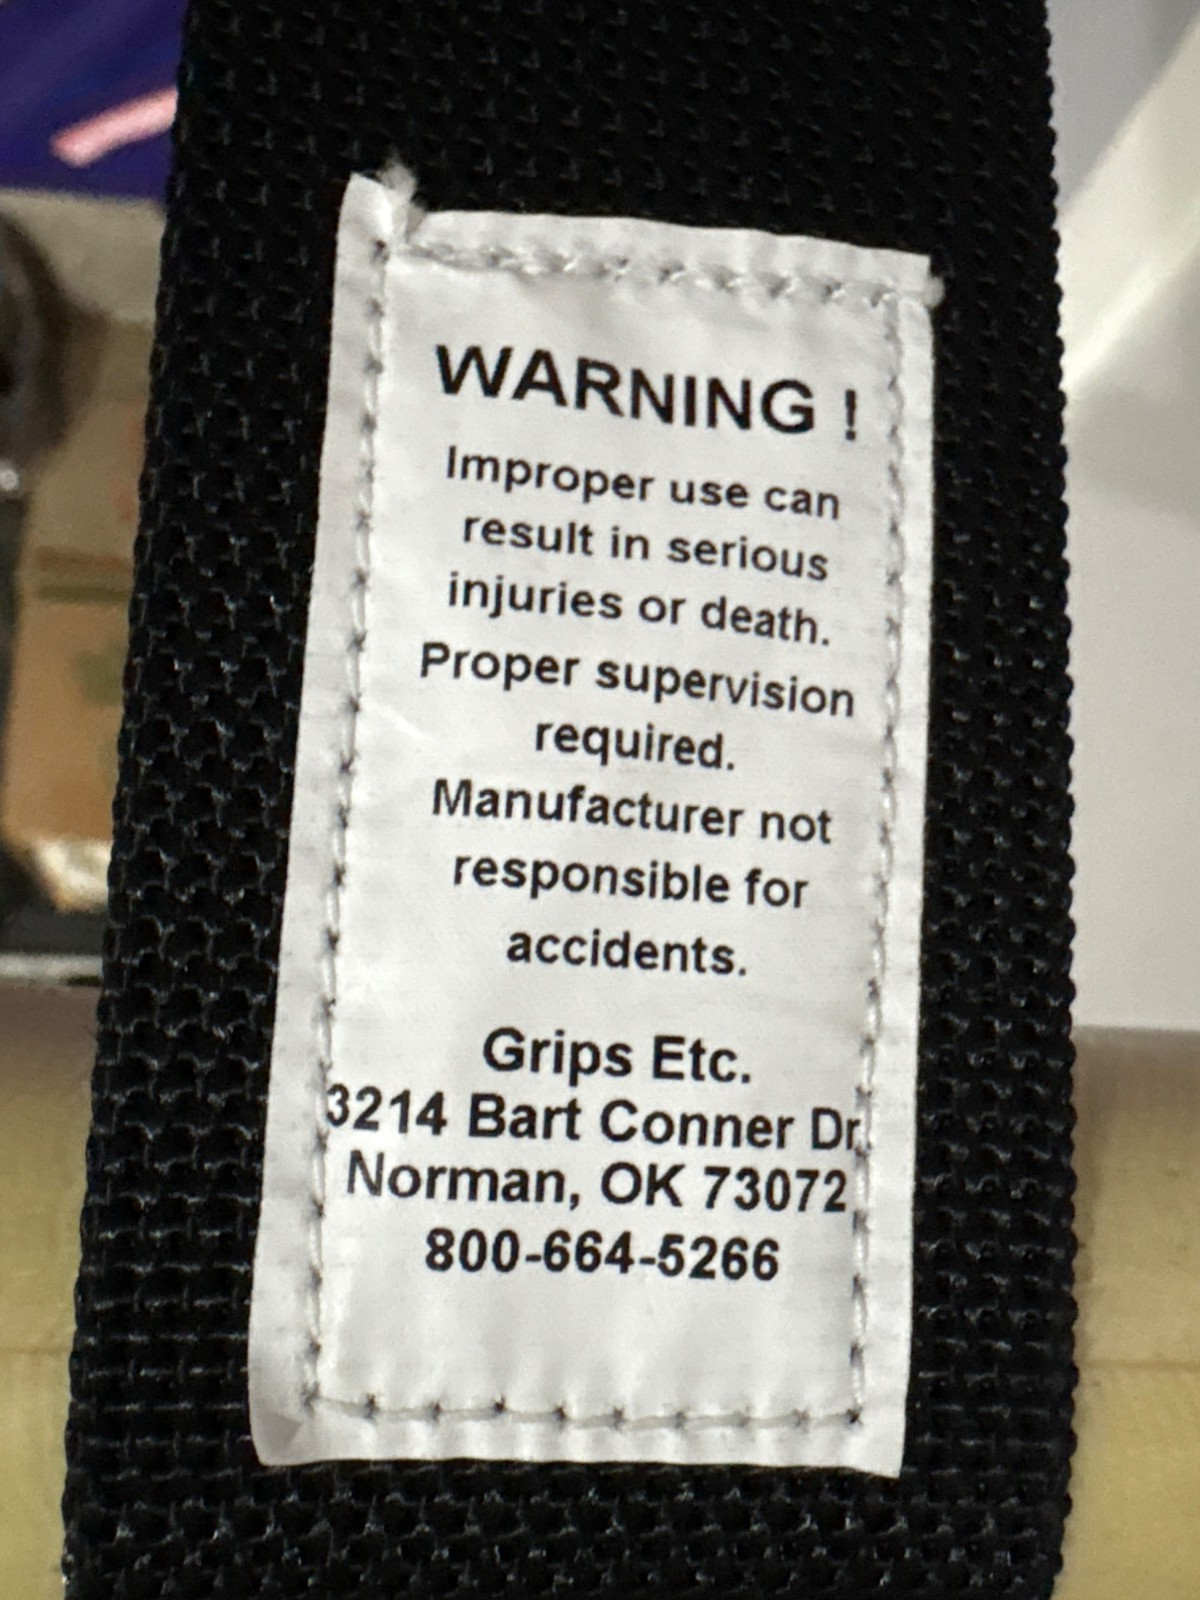 WARNING !
Improper use can
result in serious
injuries or death.
Proper supervision
required.
Manufacturer not
responsible for
accidents.
Grips Etc.
3214 Bart Conner Dr.
Norman, OK 73072
800-664-5266